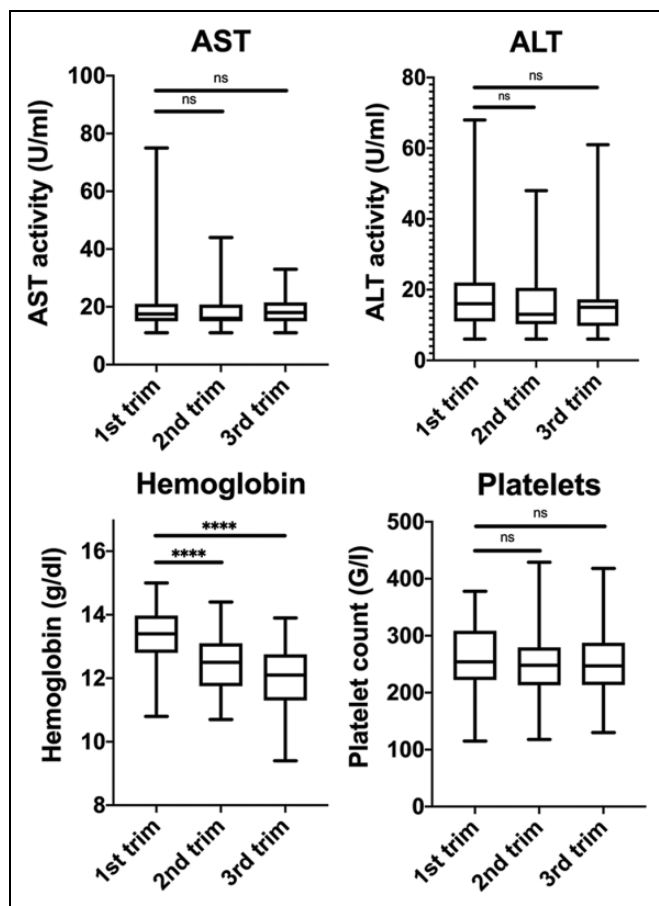 AST
AST activity (U/ml)
100
80
60
40
20
0
ns
ns
1st trim
2nd trim
3rd trim
ALT
ALT activity (U/ml)
80
60
40
20
0
ns
ns
1st trim
2nd trim
3rd trim
Hemoglobin
Hemoglobin (g/dl)
16
14
12
10
8
****
****
1st trim
2nd trim
3rd trim
Platelets
Platelet count (G/l)
500
400
300
200
100
0
ns
ns
1st trim
2nd trim
3rd trim